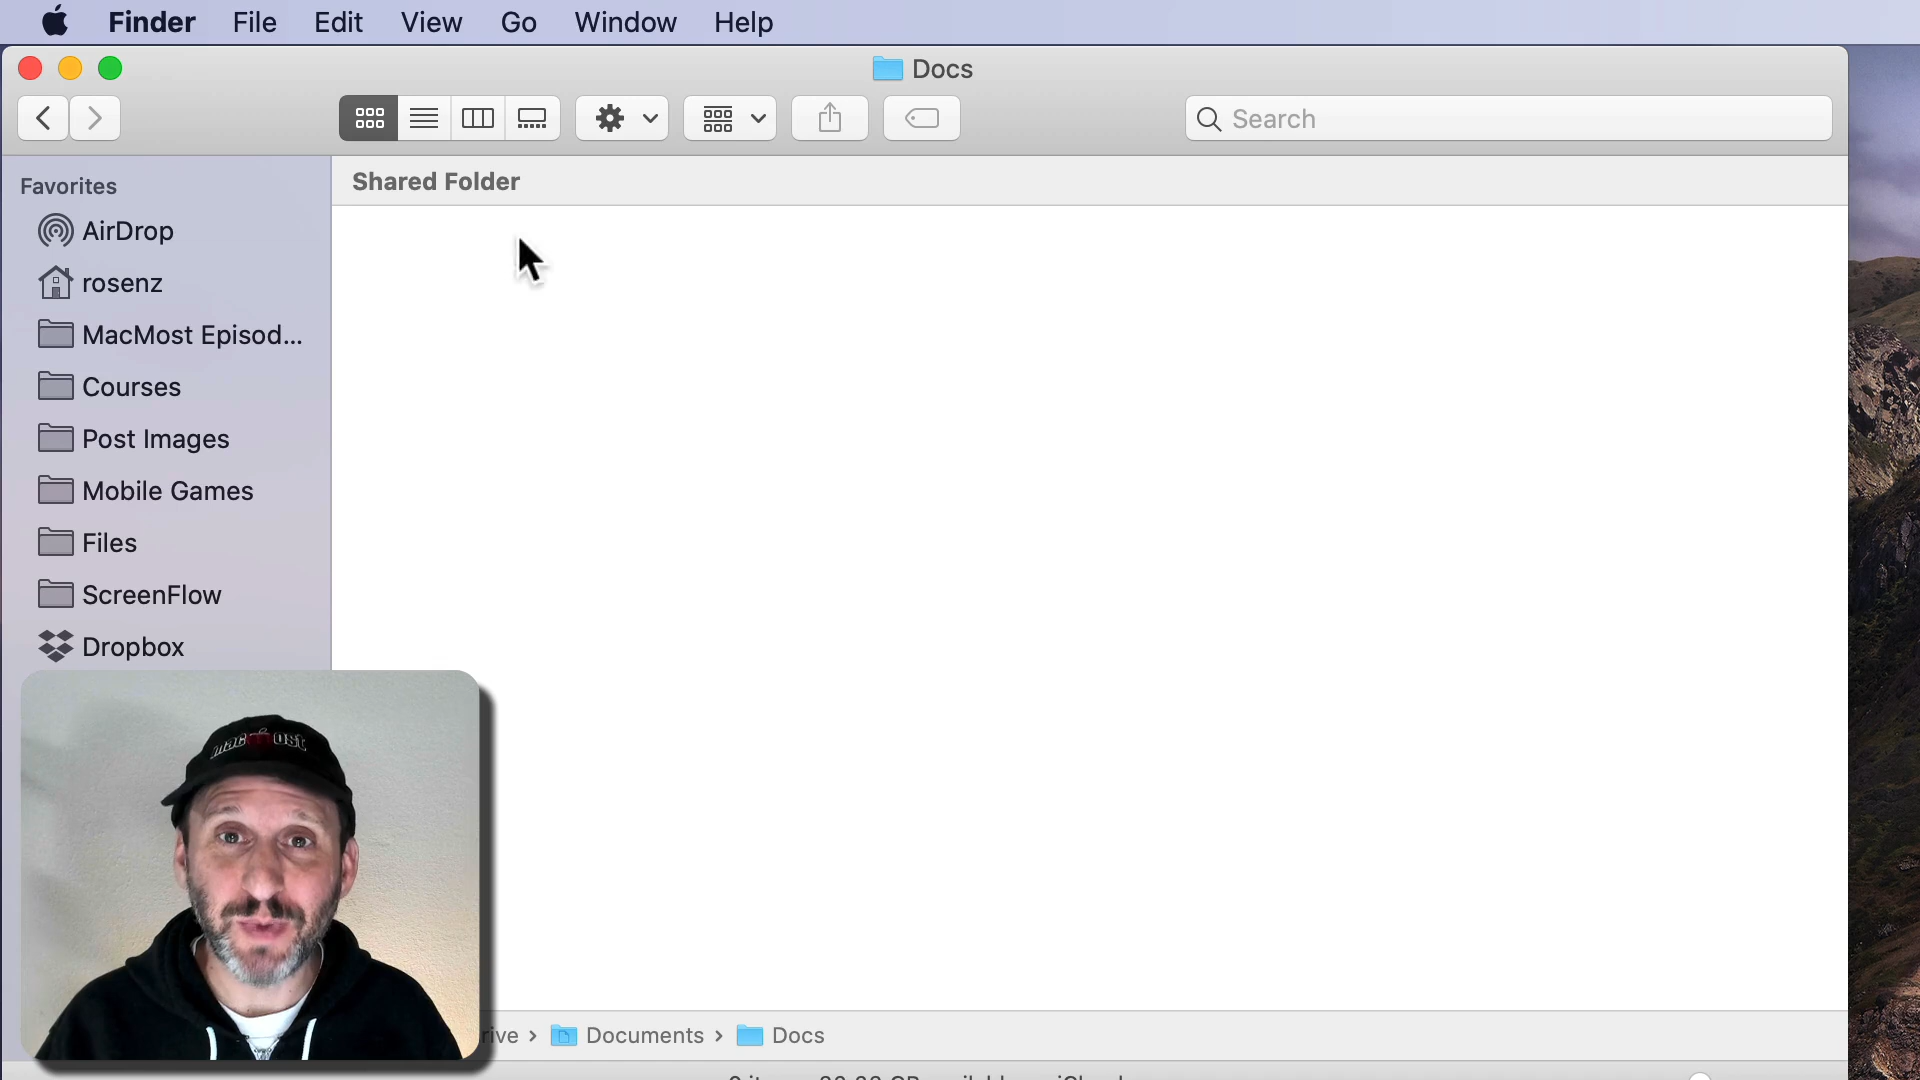 Finder File Edit View Go Window Help
Docs
Search
Favorites
Shared Folder
AirDrop
rosenz
MacMost Episod...
Courses
Post Images
Mobile Games
Files
ScreenFlow
Dropbox
rive › Documents › Docs